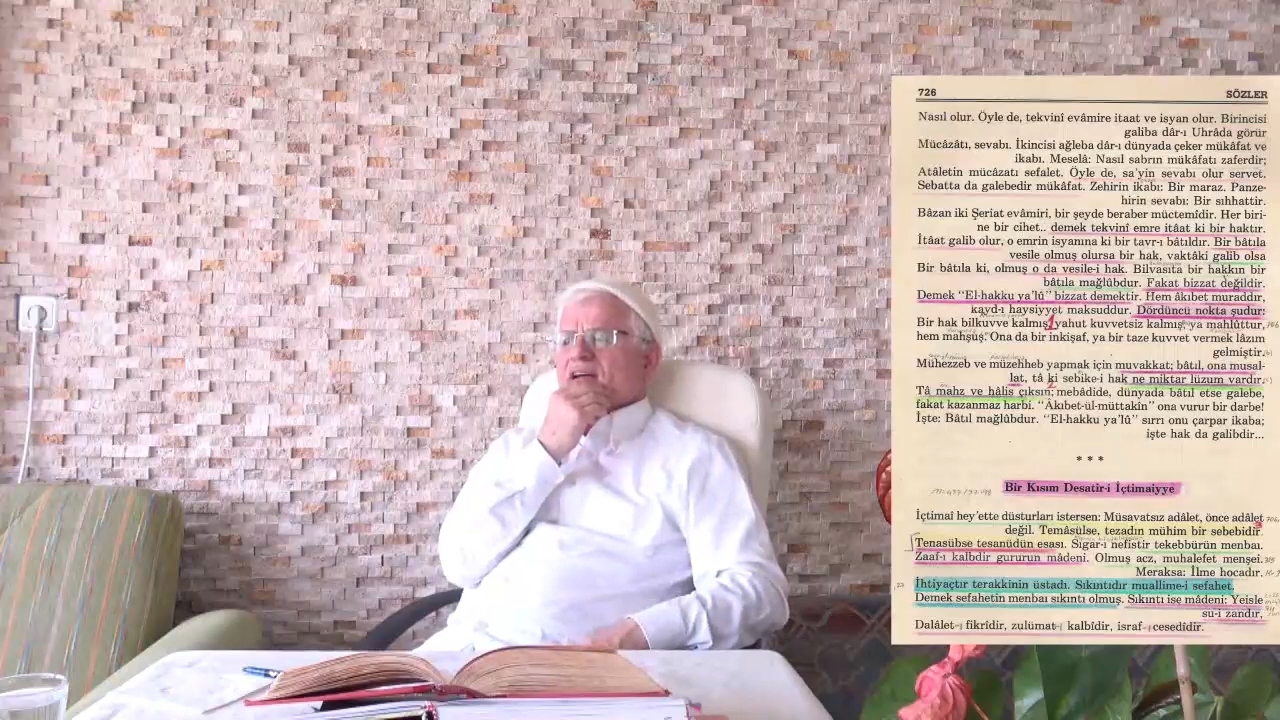 726 SÖZLER
Nasıl olur. Öyle de, tekvinî evâmire itaat ve isyan olur. Birincisi
galiba dâr-ı Uhrâda görür
Mücâzâtı, sevabı. İkincisi ağleba dâr-ı dünyada çeker mükâfat ve
ikabı. Meselâ: Nasıl sabrın mükâfatı zaferdir;
Atâletin mücâzatı sefalet. Öyle de, sa'yin sevabı olur servet.
Sebatta da galebedir mükâfat. Zehirin ikabı: Bir maraz. Panze-
hirin sevabı: Bir sıhhattir.
Bâzan iki Şeriat evâmiri, bir şeyde beraber müctemîdir. Her biri-
ne bir cihet.. demek tekvinî emre itâat ki bir haktır.
İtâat galib olur, o emrin isyanına ki bir tavr-ı bâtıldır. Bir bâtıla
vesile olmuş olursa bir hak, vaktâki galib olsa
Bir bâtıla ki, olmuş o da vesile-i hak. Bilvasıta bir hakkın bir
bâtıla mağlûbdur. Fakat bizzat değildir.
Demek "El-hakku ya'lû" bizzat demektir. Hem âkıbet muraddır,
kayd-ı haysiyyet maksuddur. Dördüncü nokta şudur:
Bir hak bilkuvve kalmış, yahut kuvvetsiz kalmış, ya mahlûttur,
hem mahşuş. Ona da bir inkişaf, ya bir taze kuvvet vermek lâzım
gelmiştir.
Mühezzeb ve müzehheb yapmak için muvakkat; bâtıl, ona musal-
lat, tâ ki sebike-i hak ne miktar lüzum vardır.
Tâ mahz ve hâlis çıksın; mebâdide, dünyada bâtıl etse galebe,
fakat kazanmaz harbi. "Âkıbet-ül-müttakîn" ona vurur bir darbe!
İşte: Bâtıl mağlûbdur. "El-hakku ya'lû" sırrı onu çarpar ikaba;
işte hak da galibdir...
* * *
Bir Kısım Desatir-i İçtimaiyye
İçtimaî hey'ette düsturları istersen: Müsavatsız adâlet, önce adâlet
değil. Temâsülse, tezadın mühim bir sebebidir.
Tenasübse tesanüdün esası. Sıgar-ı nefistir tekebbürün menbaı.
Zaaf-ı kalbdir gururun mâdeni. Olmuş acz, muhalefet menşei.
Meraksa: İlme hocadır.
İhtiyaçtır terakkinin üstadı. Sıkıntıdır muallime-i sefahet.
Demek sefahetin menbaı sıkıntı olmuş. Sıkıntı ise mâdeni: Yeisle
su-i zandır,
Dalâlet-i fikrîdir, zulümat-ı kalbîdir, israf-ı cesedîdir.